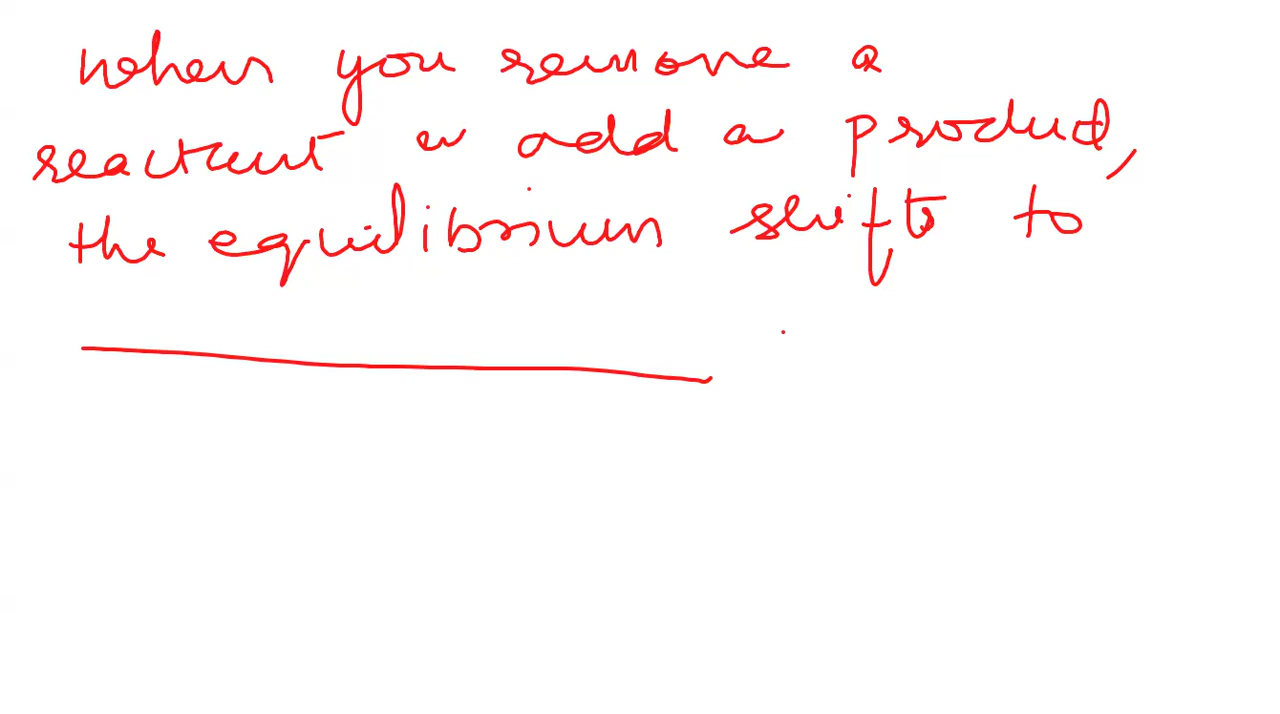 when you remove a
reactant or add a product,
the equilibrium shifts to